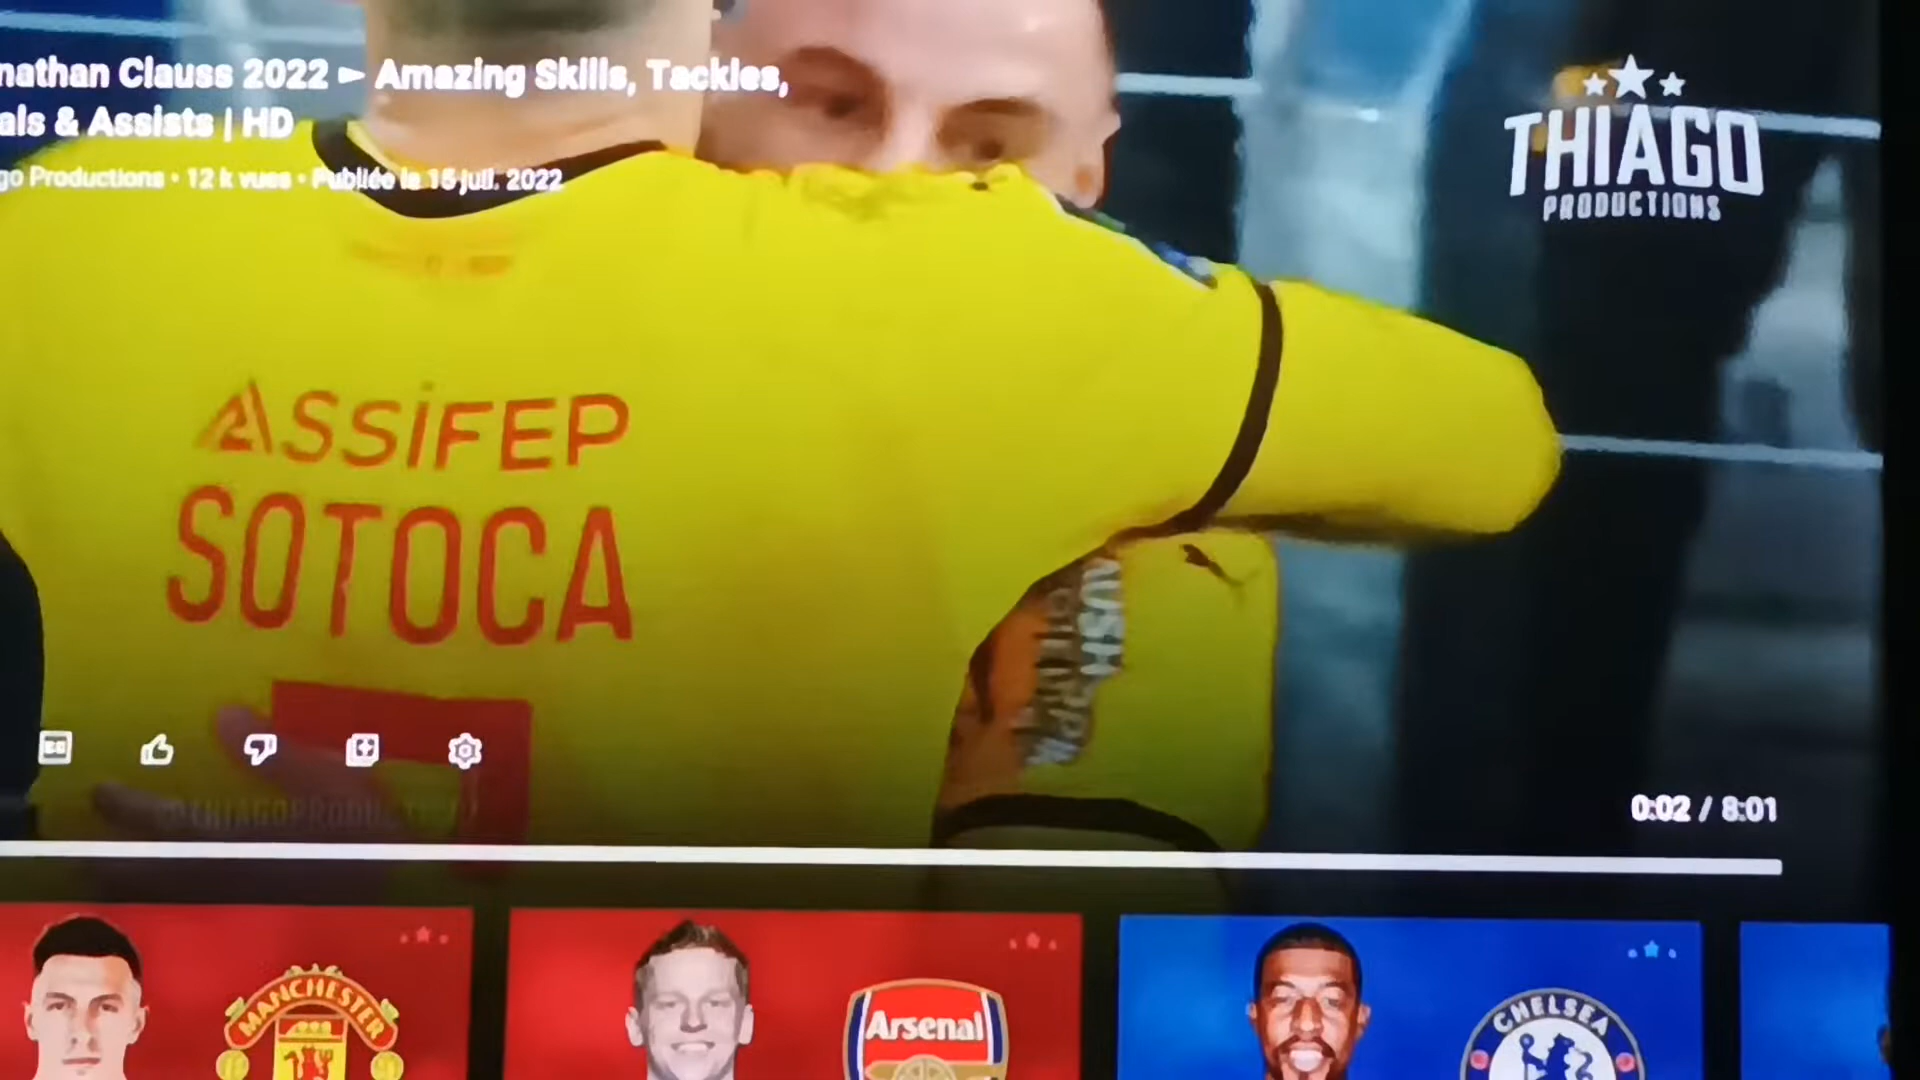 nathan Clauss 2022 ► Amazing Skills, Tackles,
als & Assists | HD
go Productions • 12 k vues • Publiée le 15 juil. 2022
THIAGO
PRODUCTIONS
ASSIFEP
SOTOCA
CC
0:02 / 8:01
MANCHESTER
Arsenal
CHELSEA